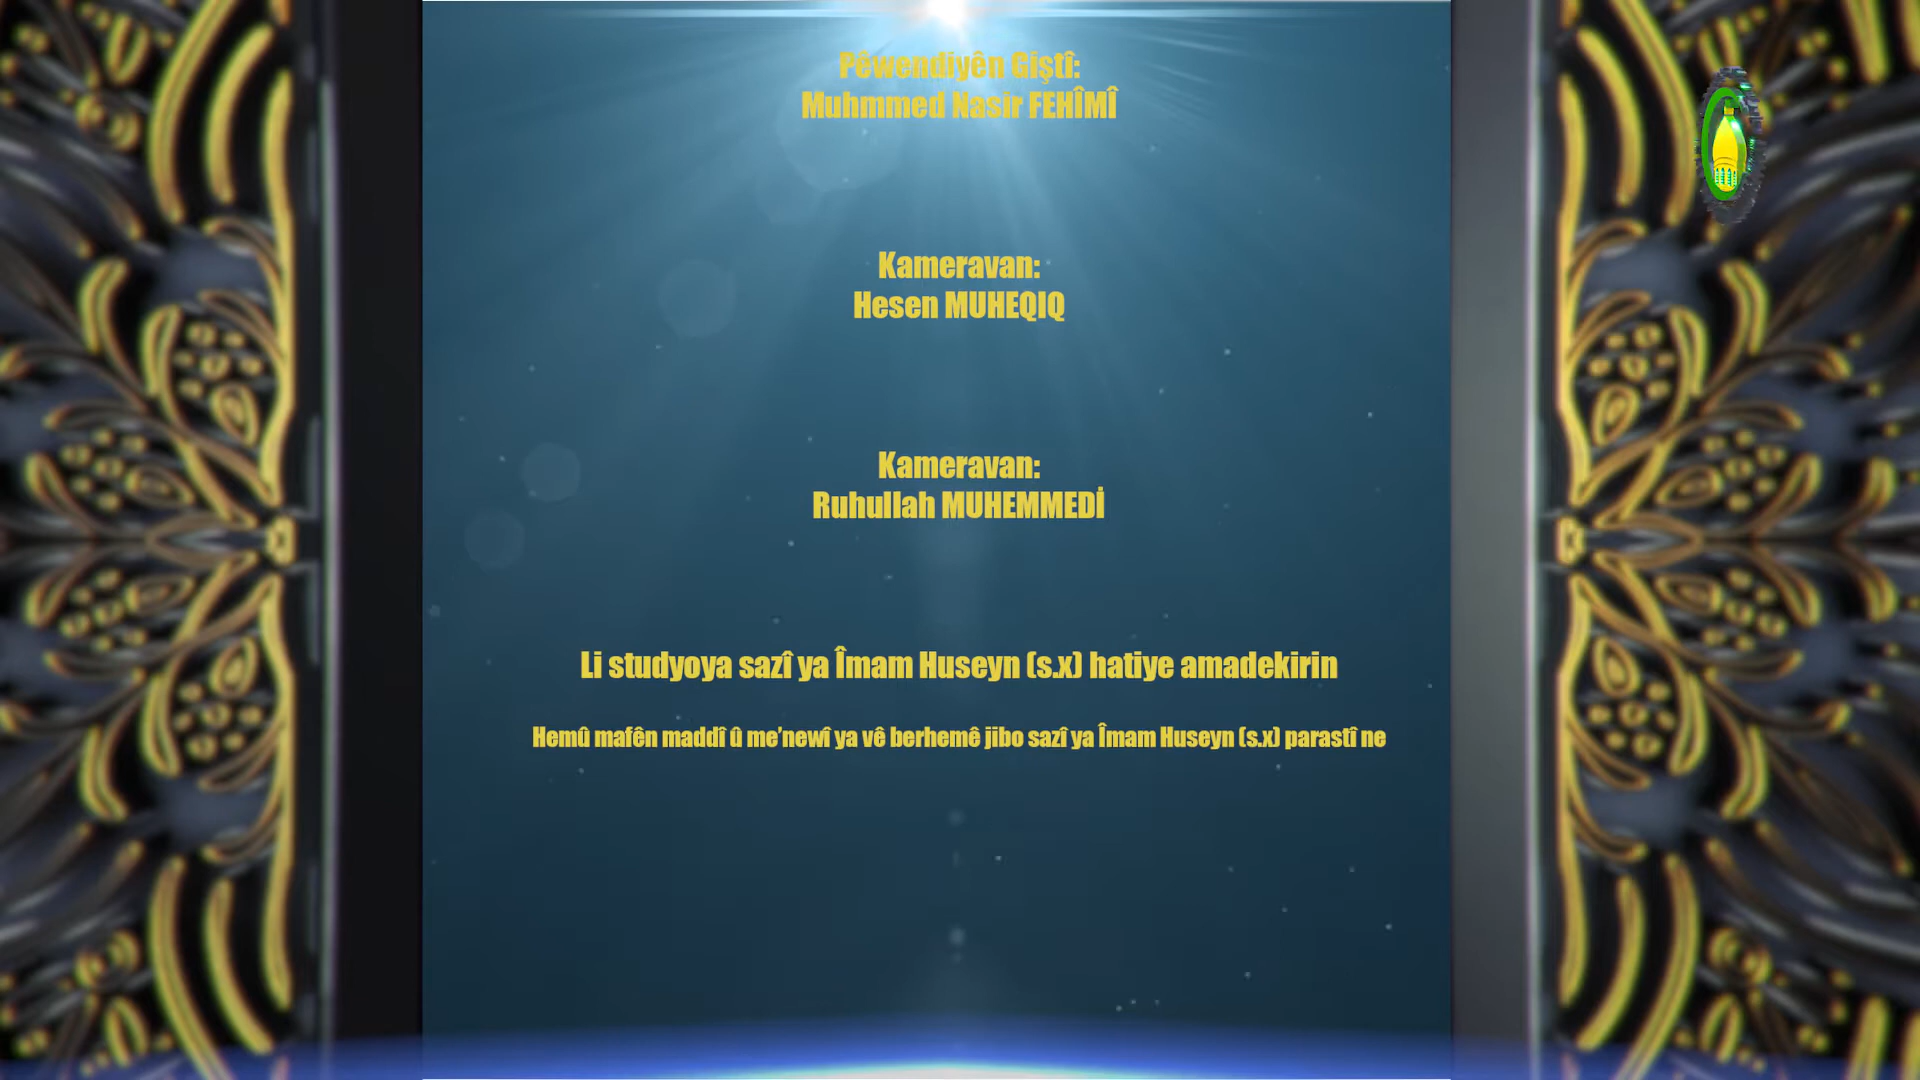 Pêwendiyên Giştî:
Muhmmed Nasir FEHÎMÎ
Kameravan:
Hesen MUHEQIQ
Kameravan:
Ruhullah MUHEMMEDİ
Li studyoya sazî ya Îmam Huseyn (s.x) hatiye amadekirin
Hemû mafên maddî û me'newî ya vê berhemê jibo sazî ya Îmam Huseyn (s.x) parastî ne